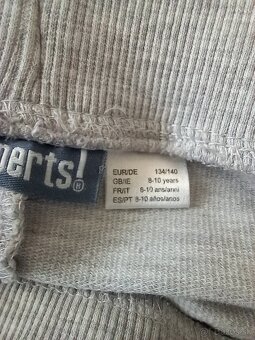 perts!®
EUR/DE 134/140
GB/IE 8-10 years
FR/IT 8-10 ans/anni
ES/PT 8-10 años/anos